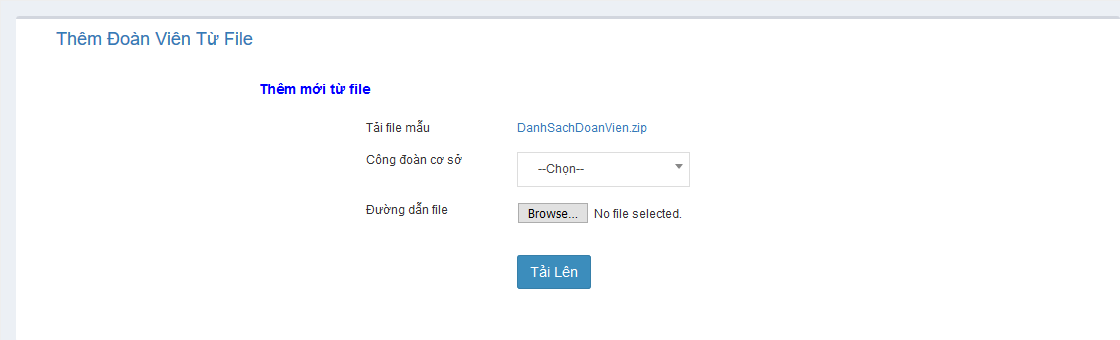 Thêm Đoàn Viên Từ File
Thêm mới từ file
Tải file mẫu DanhSachDoanVien.zip
Công đoàn cơ sở --Chọn--
Đường dẫn file Browse... No file selected.
Tải Lên